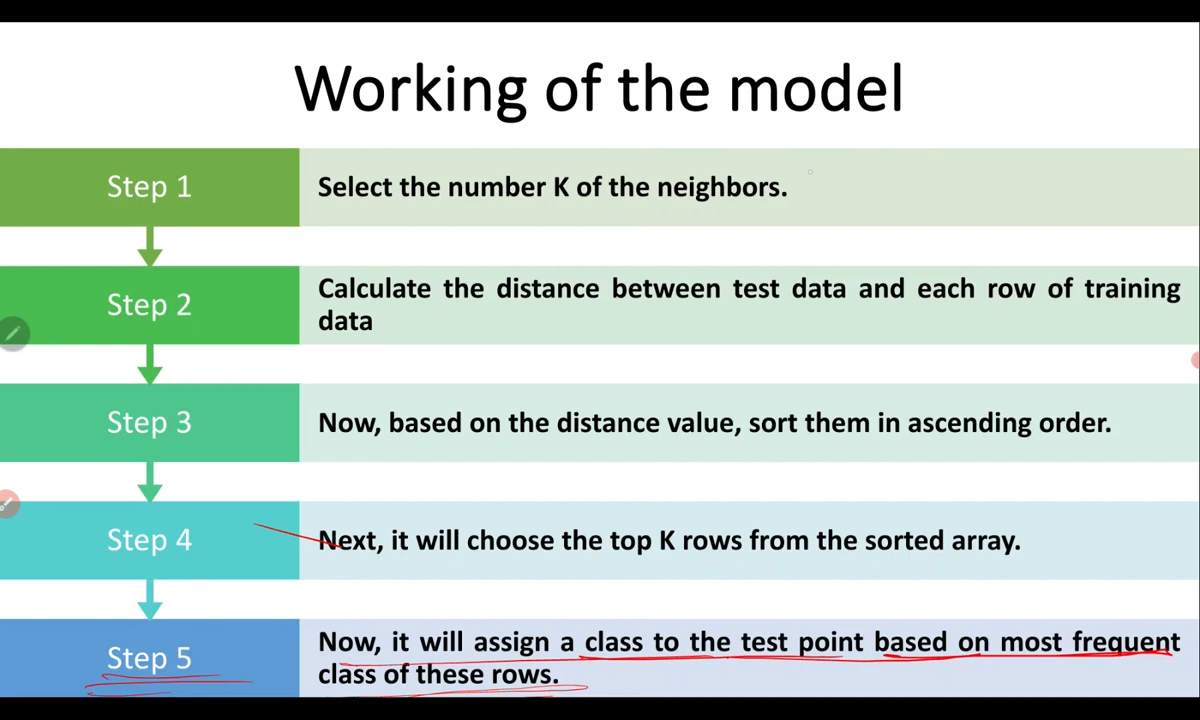 Working of the model
Step 1
Select the number K of the neighbors.
Step 2
Calculate the distance between test data and each row of training
data
Step 3
Now, based on the distance value, sort them in ascending order.
Step 4
Next, it will choose the top K rows from the sorted array.
Step 5
Now, it will assign a class to the test point based on most frequent
class of these rows.